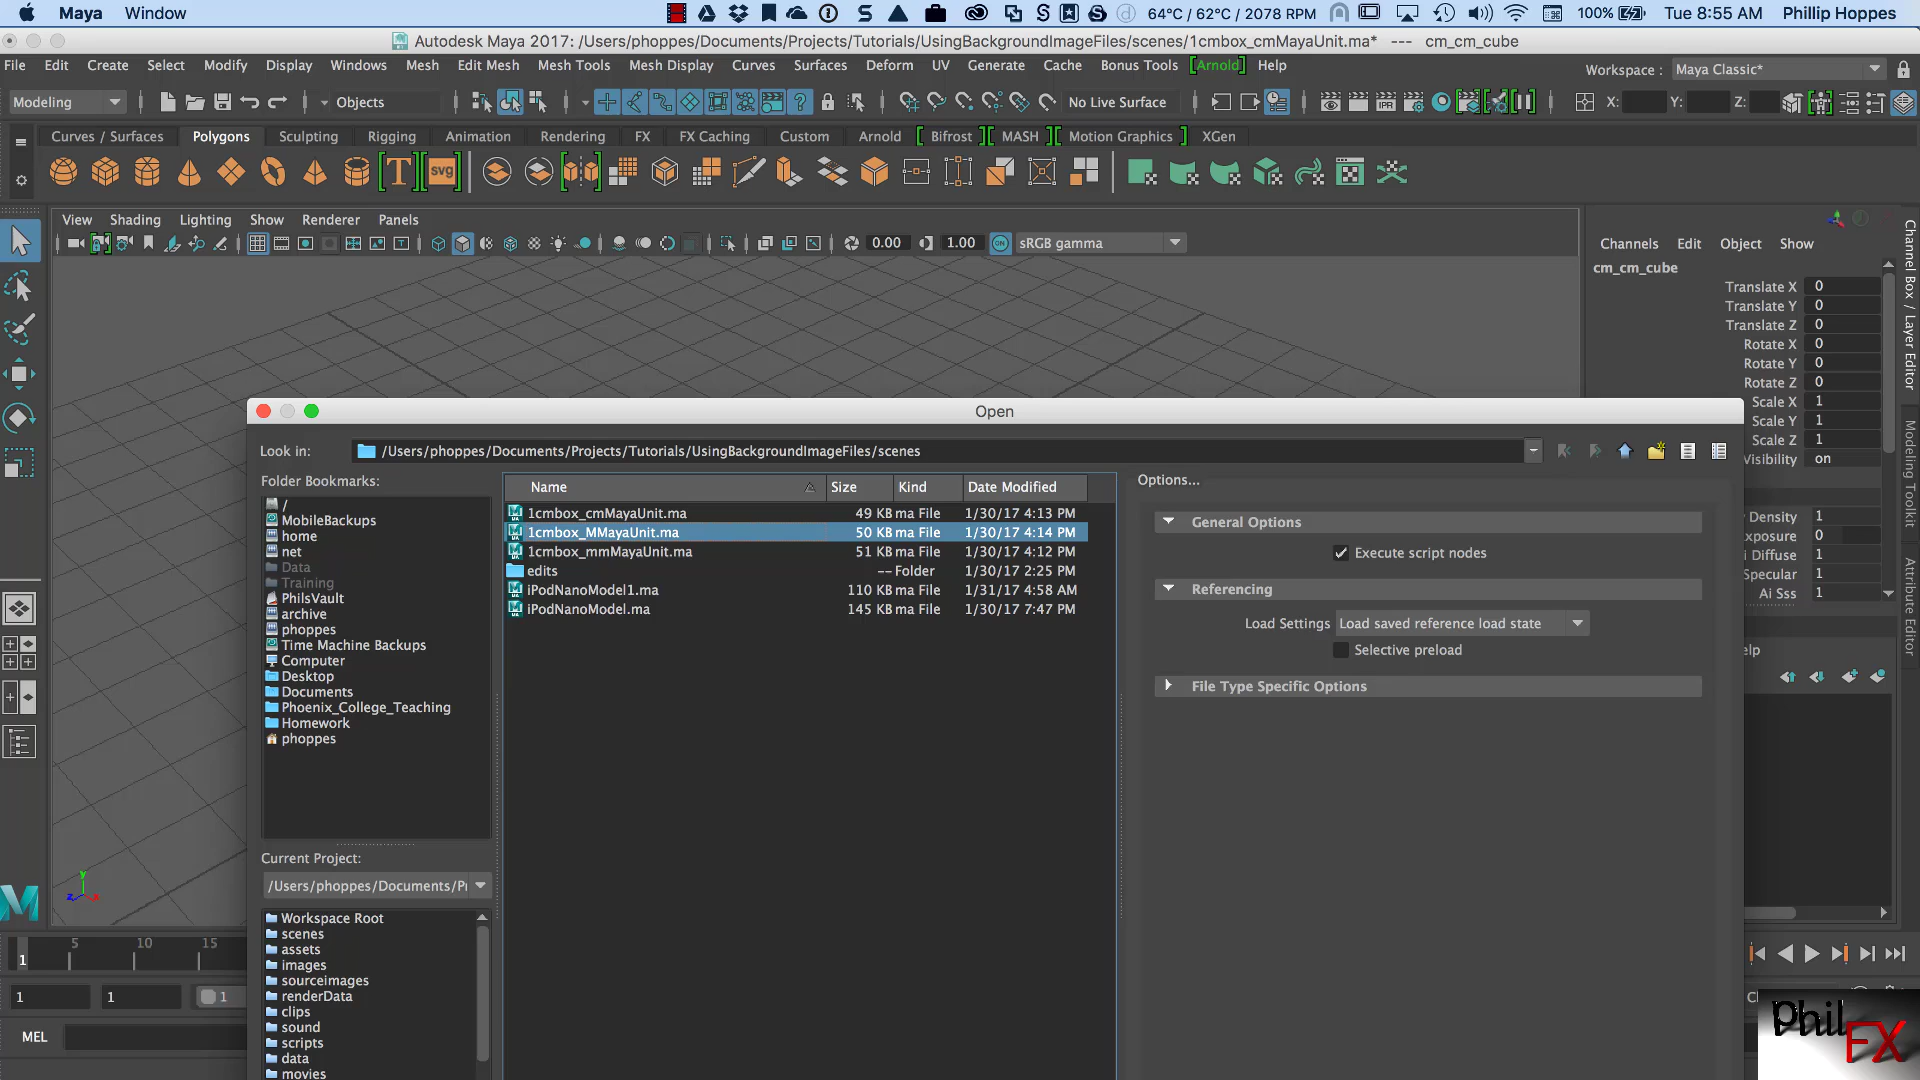 Maya Window 64°C / 62°C / 2078 RPM 100% Tue 8:55 AM Phillip Hoppes
Autodesk Maya 2017: /Users/phoppes/Documents/Projects/Tutorials/UsingBackgroundImageFiles/scenes/1cmbox_cmMayaUnit.ma* --- cm_cm_cube
File Edit Create Select Modify Display Windows Mesh Edit Mesh Mesh Tools Mesh Display Curves Surfaces Deform UV Generate Cache Bonus Tools [Arnold] Help Workspace : Maya Classic*
Modeling Objects No Live Surface IPR X: Y: Z:
Curves / Surfaces Polygons Sculpting Rigging Animation Rendering FX FX Caching Custom Arnold [ Bifrost ] [ MASH ] [ Motion Graphics ] XGen
T svg
View Shading Lighting Show Renderer Panels
0.00 1.00 ON sRGB gamma
Channels Edit Object Show
cm_cm_cube
Translate X 0
Translate Y 0
Translate Z 0
Rotate X 0
Rotate Y 0
Rotate Z 0
Scale X 1
Scale Y 1
Scale Z 1
Visibility on
y Density 1
xposure 0
i Diffuse 1
Specular 1
Ai Sss 1
elp
Channel Box / Layer Editor
Modeling Toolkit
Attribute Editor
Open
Look in: /Users/phoppes/Documents/Projects/Tutorials/UsingBackgroundImageFiles/scenes
Folder Bookmarks:
/
MobileBackups
home
net
Data
Training
PhilsVault
archive
phoppes
Time Machine Backups
Computer
Desktop
Documents
Phoenix_College_Teaching
Homework
phoppes
Name Size Kind Date Modified
1cmbox_cmMayaUnit.ma 49 KB ma File 1/30/17 4:13 PM
1cmbox_MMayaUnit.ma 50 KB ma File 1/30/17 4:14 PM
1cmbox_mmMayaUnit.ma 51 KB ma File 1/30/17 4:12 PM
edits -- Folder 1/30/17 2:25 PM
iPodNanoModel1.ma 110 KB ma File 1/31/17 4:58 AM
iPodNanoModel.ma 145 KB ma File 1/30/17 7:47 PM
Options...
General Options
Execute script nodes
Referencing
Load Settings Load saved reference load state
Selective preload
File Type Specific Options
Current Project:
/Users/phoppes/Documents/P
Workspace Root
scenes
assets
images
sourceimages
renderData
clips
sound
scripts
data
movies
y
z x
1 5 10 15
1 1 1
MEL
Phil
FX